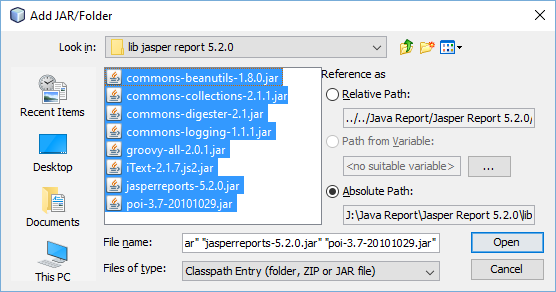 Add JAR/Folder
Look in: lib jasper report 5.2.0
Recent Items
Desktop
Documents
This PC
commons-beanutils-1.8.0.jar
commons-collections-2.1.1.jar
commons-digester-2.1.jar
commons-logging-1.1.1.jar
groovy-all-2.0.1.jar
iText-2.1.7.js2.jar
jasperreports-5.2.0.jar
poi-3.7-20101029.jar
Reference as
Relative Path:
../../Java Report/Jasper Report 5.2.0/
Path from Variable:
<no suitable variable> ...
Absolute Path:
J:\Java Report\Jasper Report 5.2.0\lib
File name: ar" "jasperreports-5.2.0.jar" "poi-3.7-20101029.jar" Open
Files of type: Classpath Entry (folder, ZIP or JAR file) Cancel